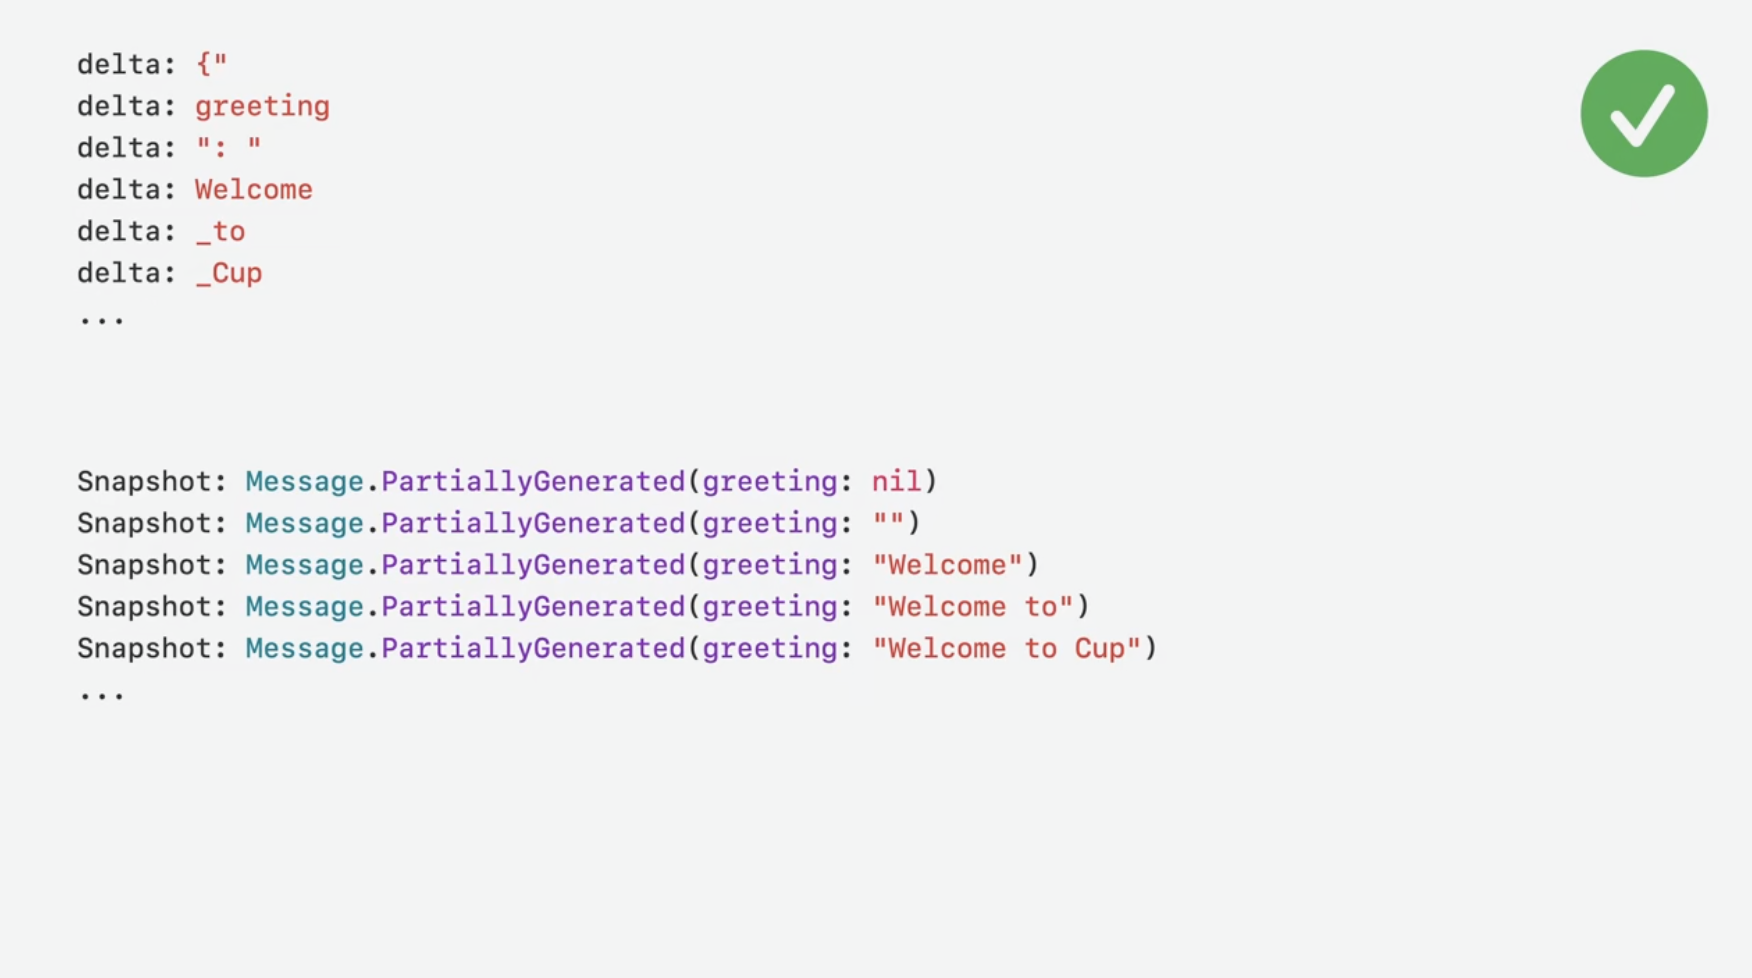 delta: {"
delta: greeting
delta: ": "
delta: Welcome
delta: _to
delta: _Cup
...
Snapshot: Message.PartiallyGenerated(greeting: nil)
Snapshot: Message.PartiallyGenerated(greeting: "")
Snapshot: Message.PartiallyGenerated(greeting: "Welcome")
Snapshot: Message.PartiallyGenerated(greeting: "Welcome to")
Snapshot: Message.PartiallyGenerated(greeting: "Welcome to Cup")
...